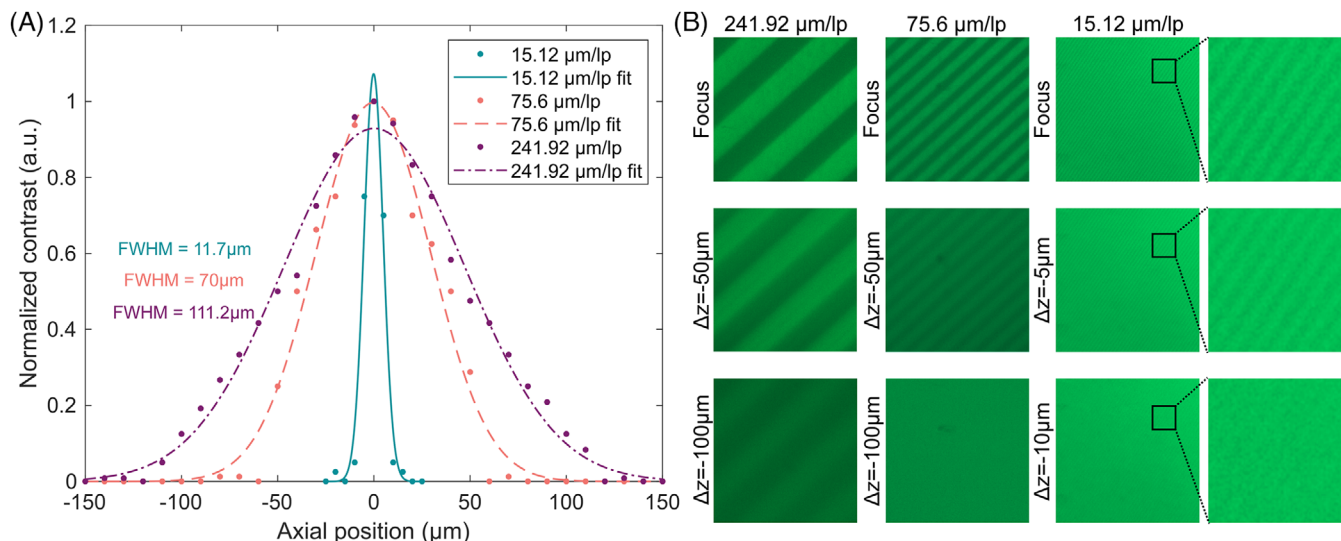 (A)
1.2
1
0.8
0.6
0.4
0.2
0
Normalized contrast (a.u.)
-150
-100
-50
0
50
100
150
Axial position (µm)
15.12 µm/lp
15.12 µm/lp fit
75.6 µm/lp
75.6 µm/lp fit
241.92 µm/lp
241.92 µm/lp fit
FWHM = 11.7µm
FWHM = 70µm
FWHM = 111.2µm
(B)
241.92 µm/lp
75.6 µm/lp
15.12 µm/lp
Focus
Focus
Focus
Δz=-50µm
Δz=-50µm
Δz=-5µm
Δz=-100µm
Δz=-100µm
Δz=-10µm